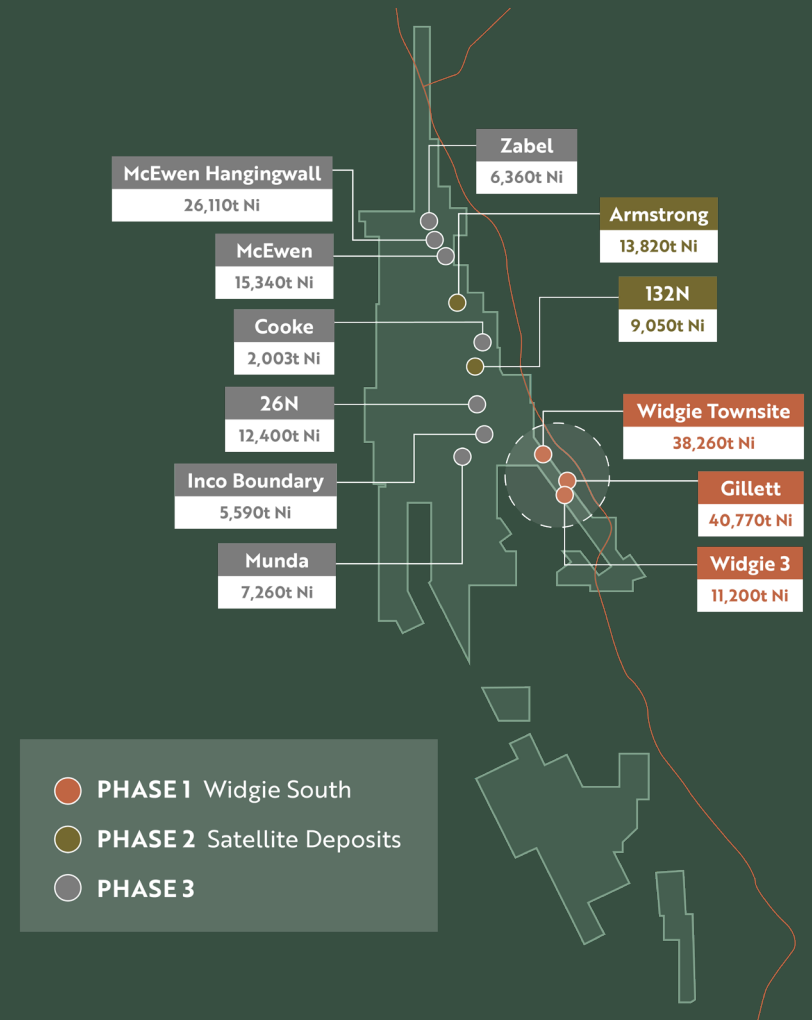 Zabel
6,360t Ni
McEwen Hangingwall
26,110t Ni
Armstrong
13,820t Ni
McEwen
15,340t Ni
132N
9,050t Ni
Cooke
2,003t Ni
26N
12,400t Ni
Widgie Townsite
38,260t Ni
Inco Boundary
5,590t Ni
Gillett
40,770t Ni
Munda
7,260t Ni
Widgie 3
11,200t Ni
PHASE 1 Widgie South
PHASE 2 Satellite Deposits
PHASE 3